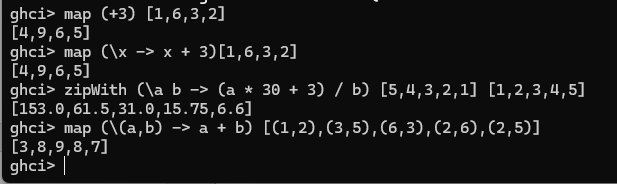 ghci> map (+3) [1,6,3,2]
[4,9,6,5]
ghci> map (\x -> x + 3)[1,6,3,2]
[4,9,6,5]
ghci> zipWith (\a b -> (a * 30 + 3) / b) [5,4,3,2,1] [1,2,3,4,5]
[153.0,61.5,31.0,15.75,6.6]
ghci> map (\(a,b) -> a + b) [(1,2),(3,5),(6,3),(2,6),(2,5)]
[3,8,9,8,7]
ghci>